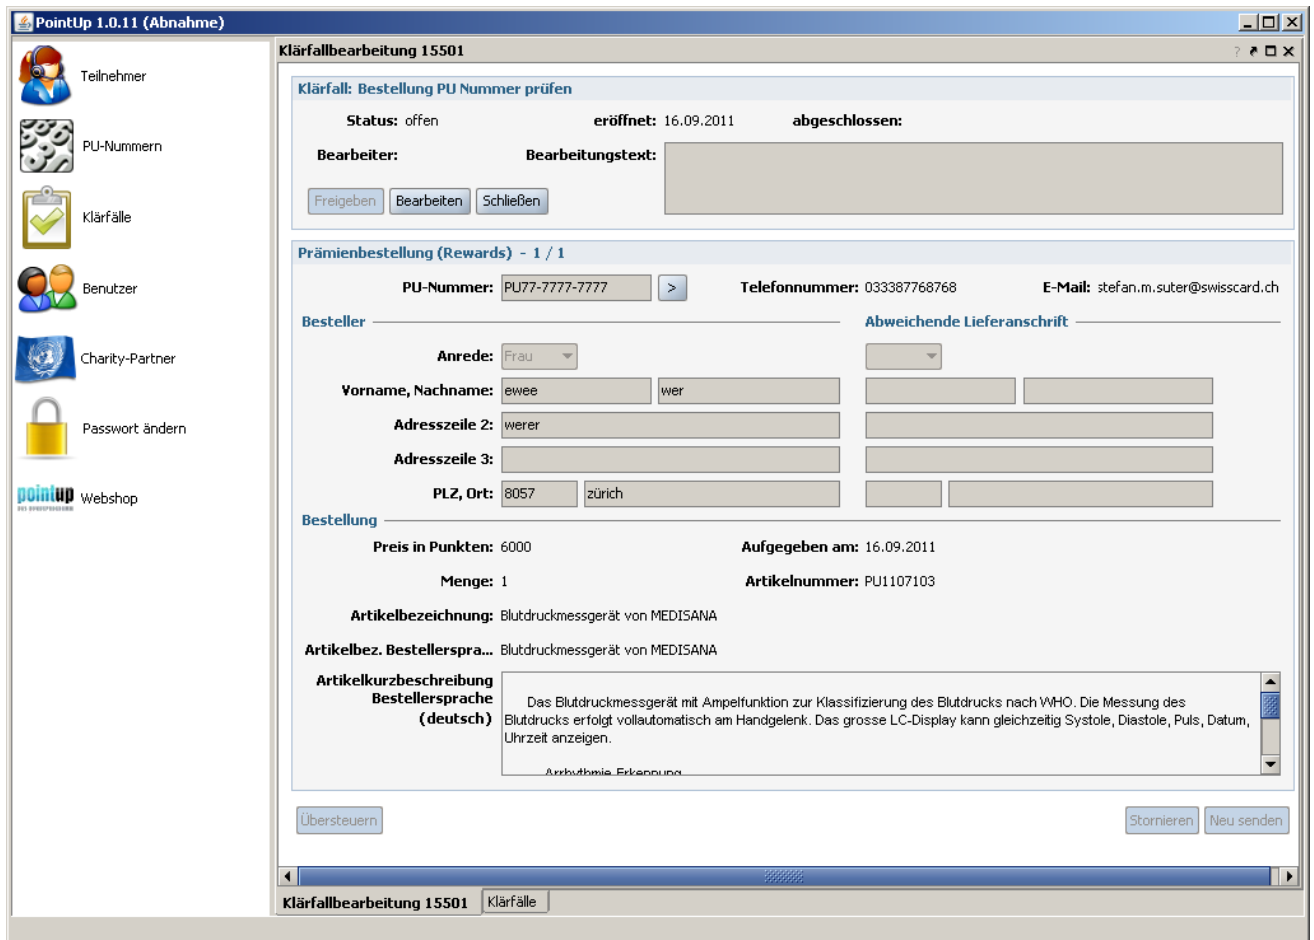 PointUp 1.0.11 (Abnahme)
Teilnehmer
PU-Nummern
Klärfälle
Benutzer
Charity-Partner
Passwort ändern
pointup
Webshop
Klärfallbearbeitung 15501
?
Klärfall: Bestellung PU Nummer prüfen
Status: offen eröffnet: 16.09.2011 abgeschlossen:
Bearbeiter: Bearbeitungstext:
Freigeben Bearbeiten Schließen
Prämienbestellung (Rewards) - 1 / 1
PU-Nummer: PU77-7777-7777 > Telefonnummer: 033387768768 E-Mail: stefan.m.suter@swisscard.ch
Besteller Abweichende Lieferanschrift
Anrede: Frau
Vorname, Nachname: ewee wer
Adresszeile 2: werer
Adresszeile 3:
PLZ, Ort: 8057 zürich
Bestellung
Preis in Punkten: 6000 Aufgegeben am: 16.09.2011
Menge: 1 Artikelnummer: PU1107103
Artikelbezeichnung: Blutdruckmessgerät von MEDISANA
Artikelbez. Bestellerspra... Blutdruckmessgerät von MEDISANA
Artikelkurzbeschreibung
Bestellersprache
(deutsch)
Das Blutdruckmessgerät mit Ampelfunktion zur Klassifizierung des Blutdrucks nach WHO. Die Messung des
Blutdrucks erfolgt vollautomatisch am Handgelenk. Das grosse LC-Display kann gleichzeitig Systole, Diastole, Puls, Datum,
Uhrzeit anzeigen.
Arrhythmie Erkennung
Übersteuern Stornieren Neu senden
Klärfallbearbeitung 15501 Klärfälle